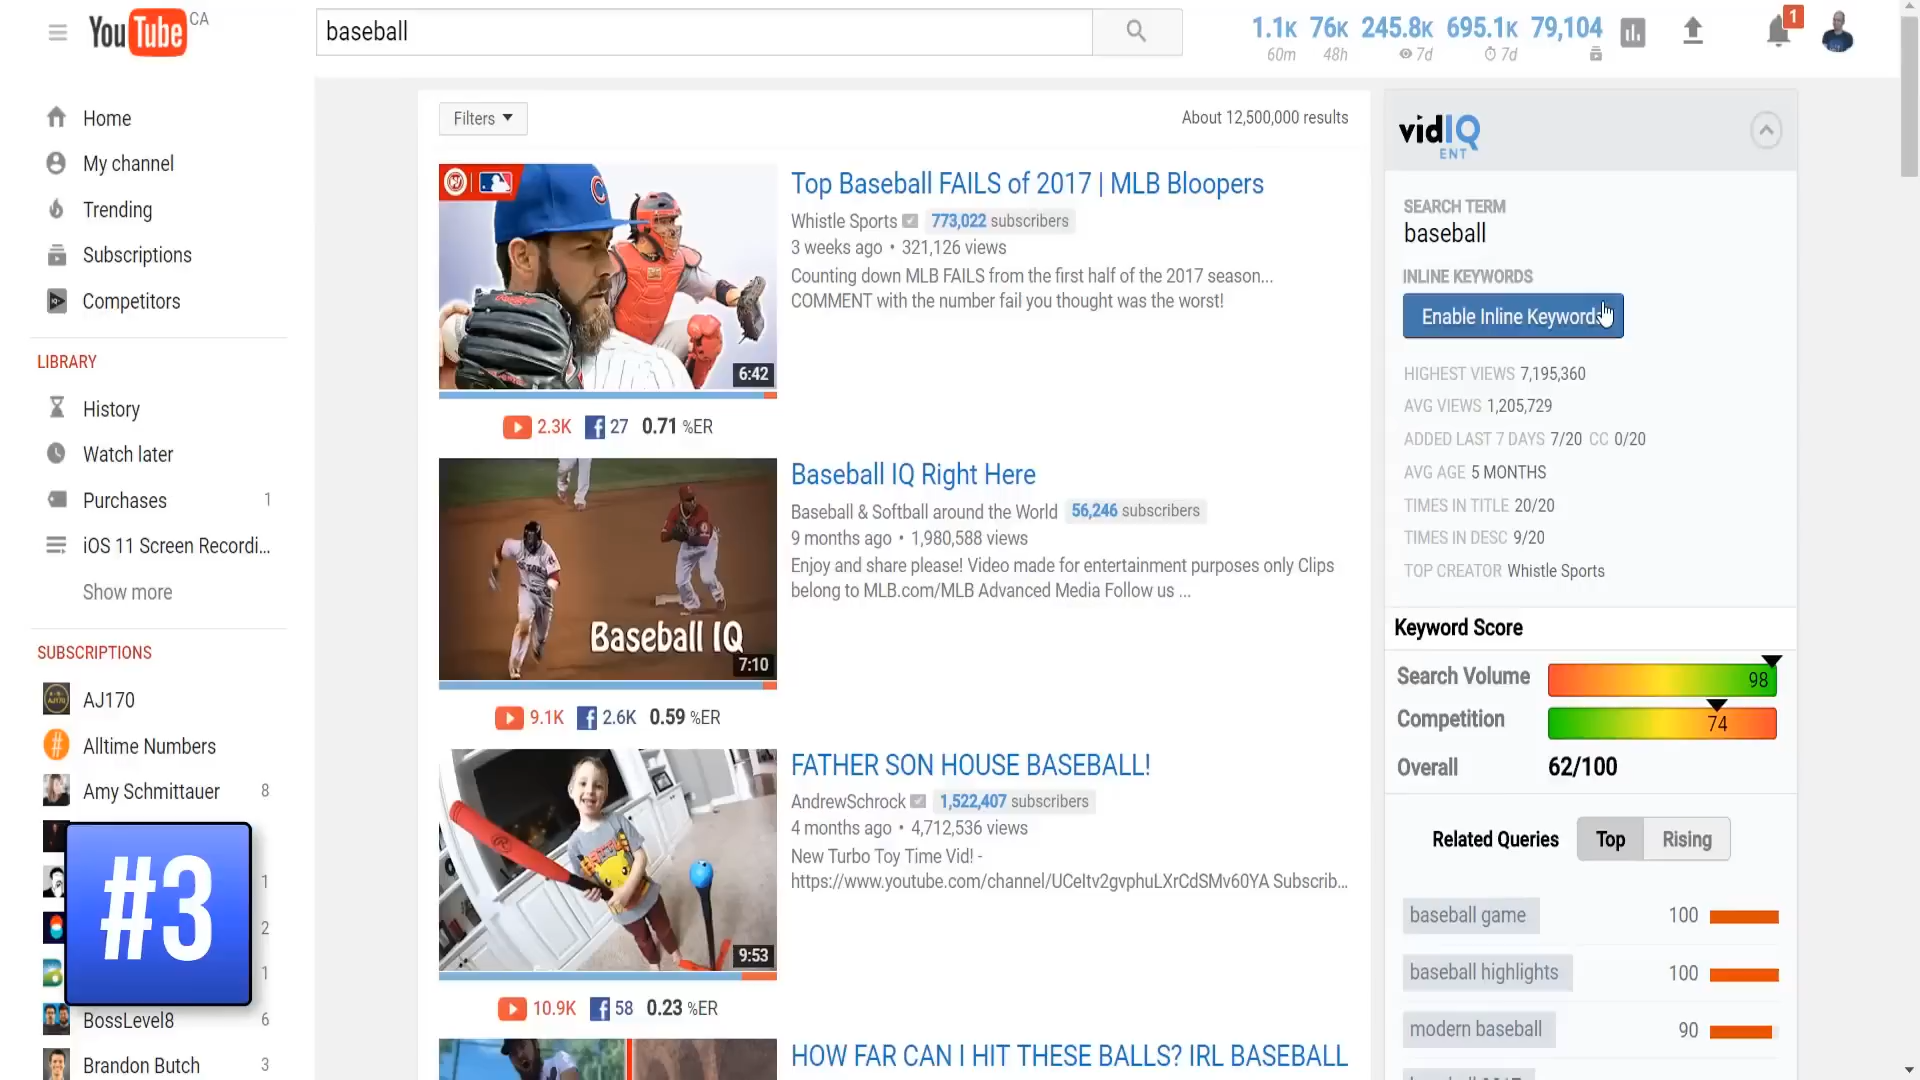 YouTube CA
baseball
1.1K 76K 245.8K 695.1K 79,104
60m 48h 7d 7d
1
Home
My channel
Trending
Subscriptions
Competitors
LIBRARY
History
Watch later
Purchases 1
iOS 11 Screen Recordi...
Show more
SUBSCRIPTIONS
AJ170
Alltime Numbers
Amy Schmittauer 8
1
2
1
#3
BossLevel8 6
Brandon Butch 3
Filters
About 12,500,000 results
6:42
Top Baseball FAILS of 2017 | MLB Bloopers
Whistle Sports 773,022 subscribers
3 weeks ago • 321,126 views
Counting down MLB FAILS from the first half of the 2017 season...
COMMENT with the number fail you thought was the worst!
2.3K 27 0.71 %ER
Baseball IQ
7:10
Baseball IQ Right Here
Baseball & Softball around the World 56,246 subscribers
9 months ago • 1,980,588 views
Enjoy and share please! Video made for entertainment purposes only Clips
belong to MLB.com/MLB Advanced Media Follow us ...
9.1K 2.6K 0.59 %ER
9:53
FATHER SON HOUSE BASEBALL!
AndrewSchrock 1,522,407 subscribers
4 months ago • 4,712,536 views
New Turbo Toy Time Vid! -
https://www.youtube.com/channel/UCeItv2gvphuLXrCdSMv60YA Subscrib...
10.9K 58 0.23 %ER
HOW FAR CAN I HIT THESE BALLS? IRL BASEBALL
vidIQ
ENT
SEARCH TERM
baseball
INLINE KEYWORDS
Enable Inline Keywords
HIGHEST VIEWS 7,195,360
AVG VIEWS 1,205,729
ADDED LAST 7 DAYS 7/20 CC 0/20
AVG AGE 5 MONTHS
TIMES IN TITLE 20/20
TIMES IN DESC 9/20
TOP CREATOR Whistle Sports
Keyword Score
Search Volume 98
Competition 74
Overall 62/100
Related Queries Top Rising
baseball game 100
baseball highlights 100
modern baseball 90